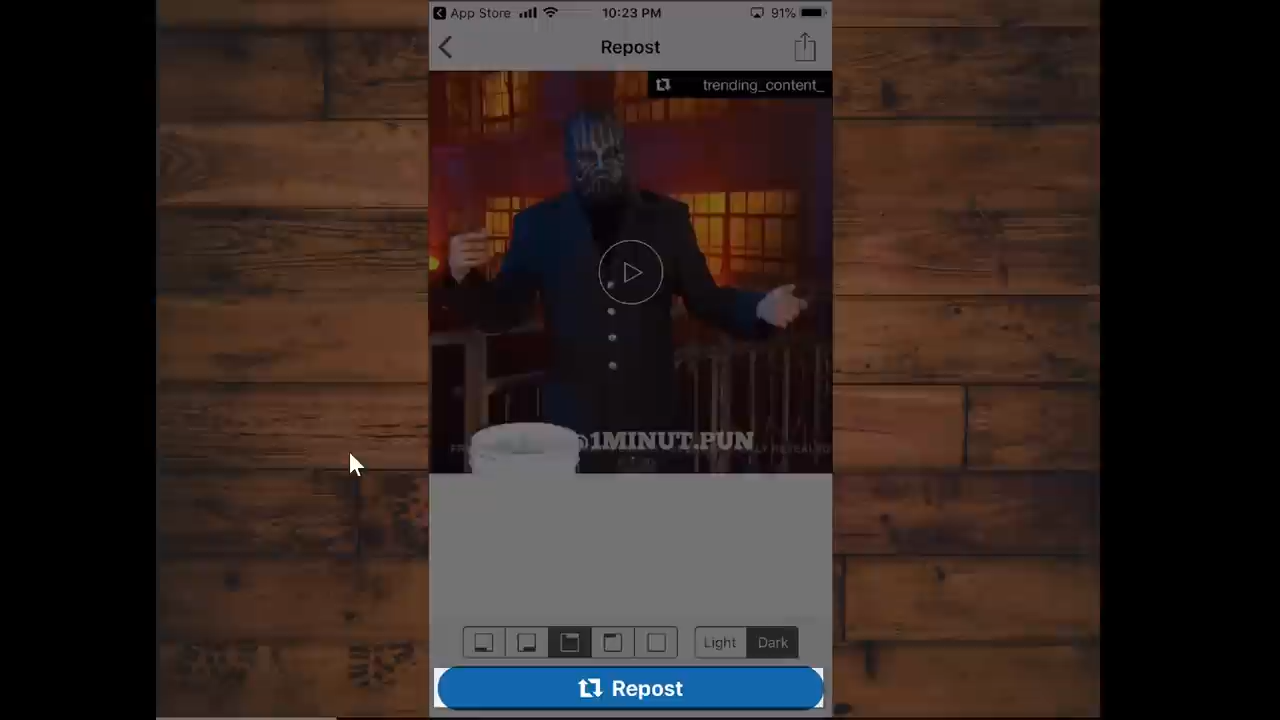 App Store 10:23 PM 91%
Repost
trending_content_
@1MINUT.PUN
Light Dark
Repost